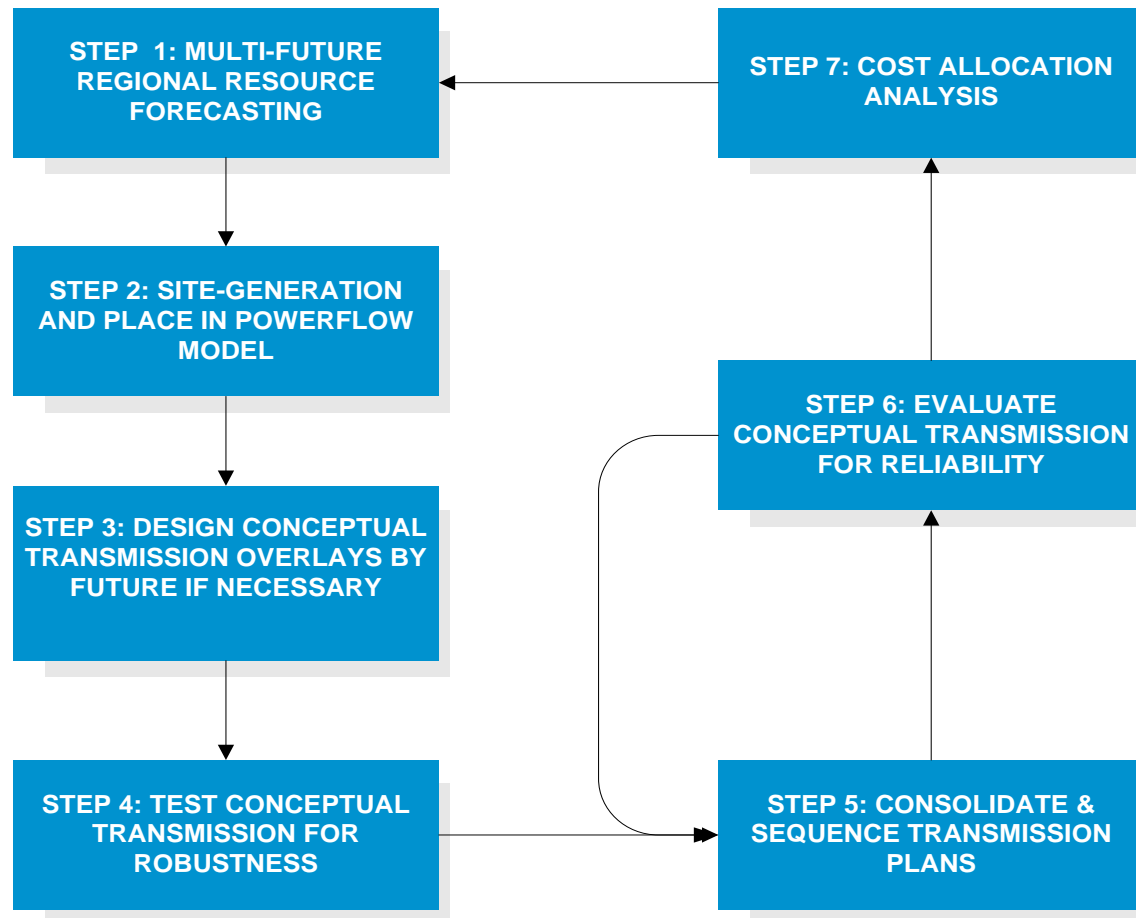 STEP 1: MULTI-FUTURE
REGIONAL RESOURCE
FORECASTING
STEP 2: SITE-GENERATION
AND PLACE IN POWERFLOW
MODEL
STEP 3: DESIGN CONCEPTUAL
TRANSMISSION OVERLAYS BY
FUTURE IF NECESSARY
STEP 4: TEST CONCEPTUAL
TRANSMISSION FOR
ROBUSTNESS
STEP 5: CONSOLIDATE &
SEQUENCE TRANSMISSION
PLANS
STEP 6: EVALUATE
CONCEPTUAL TRANSMISSION
FOR RELIABILITY
STEP 7: COST ALLOCATION
ANALYSIS